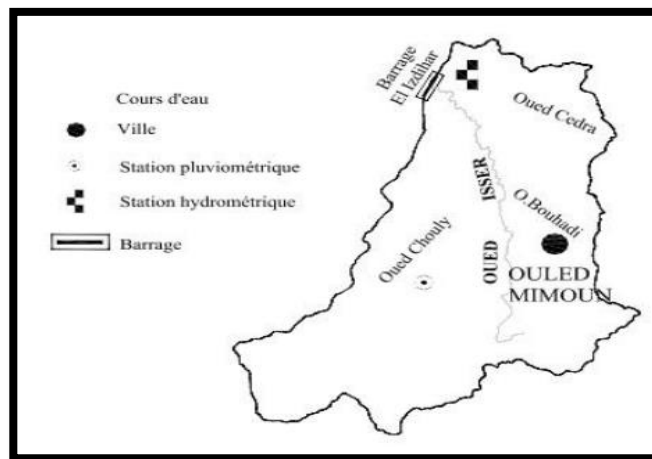 Cours d'eau
Ville
Station pluviométrique
Station hydrométrique
Barrage
Barrage
El Izdihar
Oued Cedra
OUED ISSER
O.Bouhadi
Oued Chouly
OULED
MIMOUN